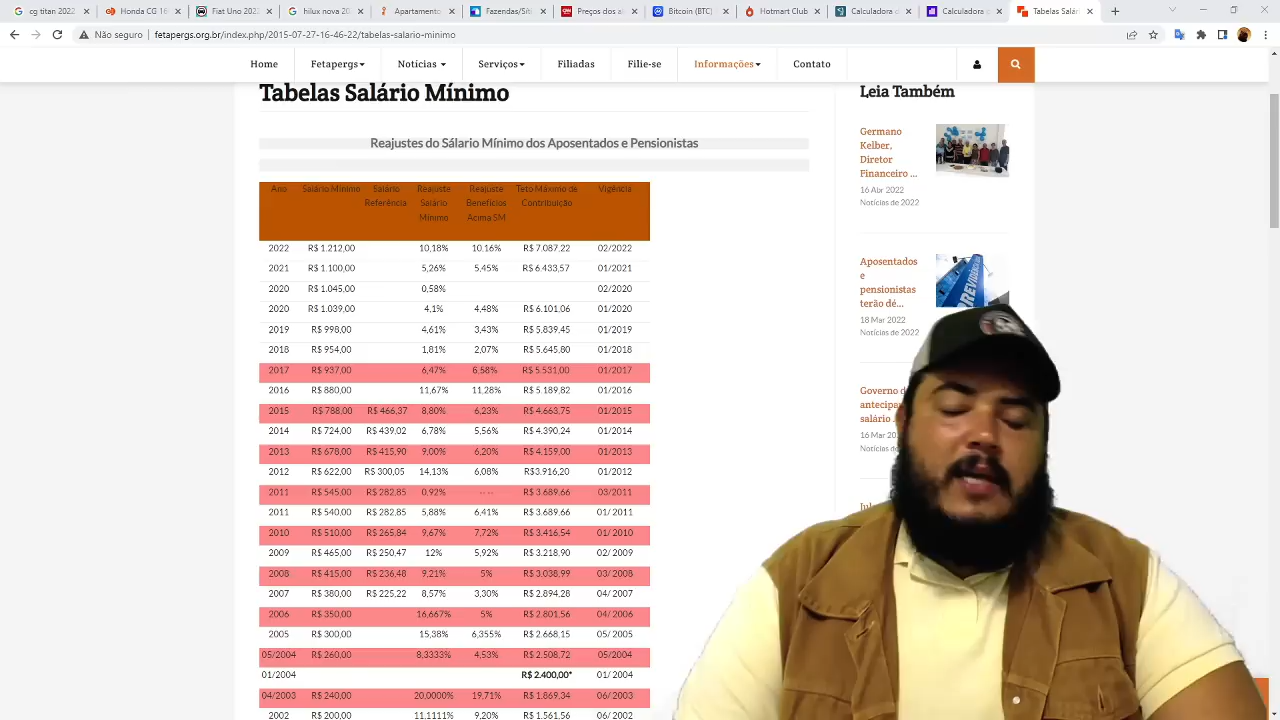 cg titan 2022
Honda CG 16
Fiat Uno 2022
hilux nova 20
Apartamento
Fazendas/Síti
Preços dos al
Bitcoin (BTC)
Hotmart Club
Calculadora c
Calculadora d
Tabelas Salár
Não seguro | fetapergs.org.br/index.php/2015-07-27-16-46-22/tabelas-salario-minimo
Home Fetapergs Notícias Serviços Filiadas Filie-se Informações Contato
Tabelas Salário Mínimo
Reajustes do Sálario Mínimo dos Aposentados e Pensionistas
Ano Salário Mínimo Salário Reajuste Reajuste Teto Máximo de Vigência
Referência Salário Benefícios Contribuição
Mínimo Acima SM
2022 R$ 1.212,00 10,18% 10,16% R$ 7.087,22 02/2022
2021 R$ 1.100,00 5,26% 5,45% R$ 6.433,57 01/2021
2020 R$ 1.045,00 0,58% 02/2020
2020 R$ 1.039,00 4,1% 4,48% R$ 6.101,06 01/2020
2019 R$ 998,00 4,61% 3,43% R$ 5.839,45 01/2019
2018 R$ 954,00 1,81% 2,07% R$ 5.645,80 01/2018
2017 R$ 937,00 6,47% 6,58% R$ 5.531,00 01/2017
2016 R$ 880,00 11,67% 11,28% R$ 5.189,82 01/2016
2015 R$ 788,00 R$ 466,37 8,80% 6,23% R$ 4.663,75 01/2015
2014 R$ 724,00 R$ 439,02 6,78% 5,56% R$ 4.390,24 01/2014
2013 R$ 678,00 R$ 415,90 9,00% 6,20% R$ 4.159,00 01/2013
2012 R$ 622,00 R$ 300,05 14,13% 6,08% R$3.916,20 01/2012
2011 R$ 545,00 R$ 282,85 0,92% -- -- R$ 3.689,66 03/2011
2011 R$ 540,00 R$ 282,85 5,88% 6,41% R$ 3.689,66 01/ 2011
2010 R$ 510,00 R$ 265,84 9,67% 7,72% R$ 3.416,54 01/ 2010
2009 R$ 465,00 R$ 250,47 12% 5,92% R$ 3.218,90 02/ 2009
2008 R$ 415,00 R$ 236,48 9,21% 5% R$ 3.038,99 03/ 2008
2007 R$ 380,00 R$ 225,22 8,57% 3,30% R$ 2.894,28 04/ 2007
2006 R$ 350,00 16,667% 5% R$ 2.801,56 04/ 2006
2005 R$ 300,00 15,38% 6,355% R$ 2.668,15 05/ 2005
05/2004 R$ 260,00 8,3333% 4,53% R$ 2.508,72 05/2004
01/2004 R$ 2.400,00* 01/ 2004
04/2003 R$ 240,00 20,0000% 19,71% R$ 1.869,34 06/ 2003
2002 R$ 200,00 11,1111% 9,20% R$ 1.561,56 06/ 2002
Leia Também
Germano
Kelber,
Diretor
Financeiro ...
16 Abr 2022
Notícias de 2022
Aposentados
e
pensionistas
terão dé...
18 Mar 2022
Notícias de 2022
PREVIDÊN
Governo
antecipa
salário
16 Mar
Notícias